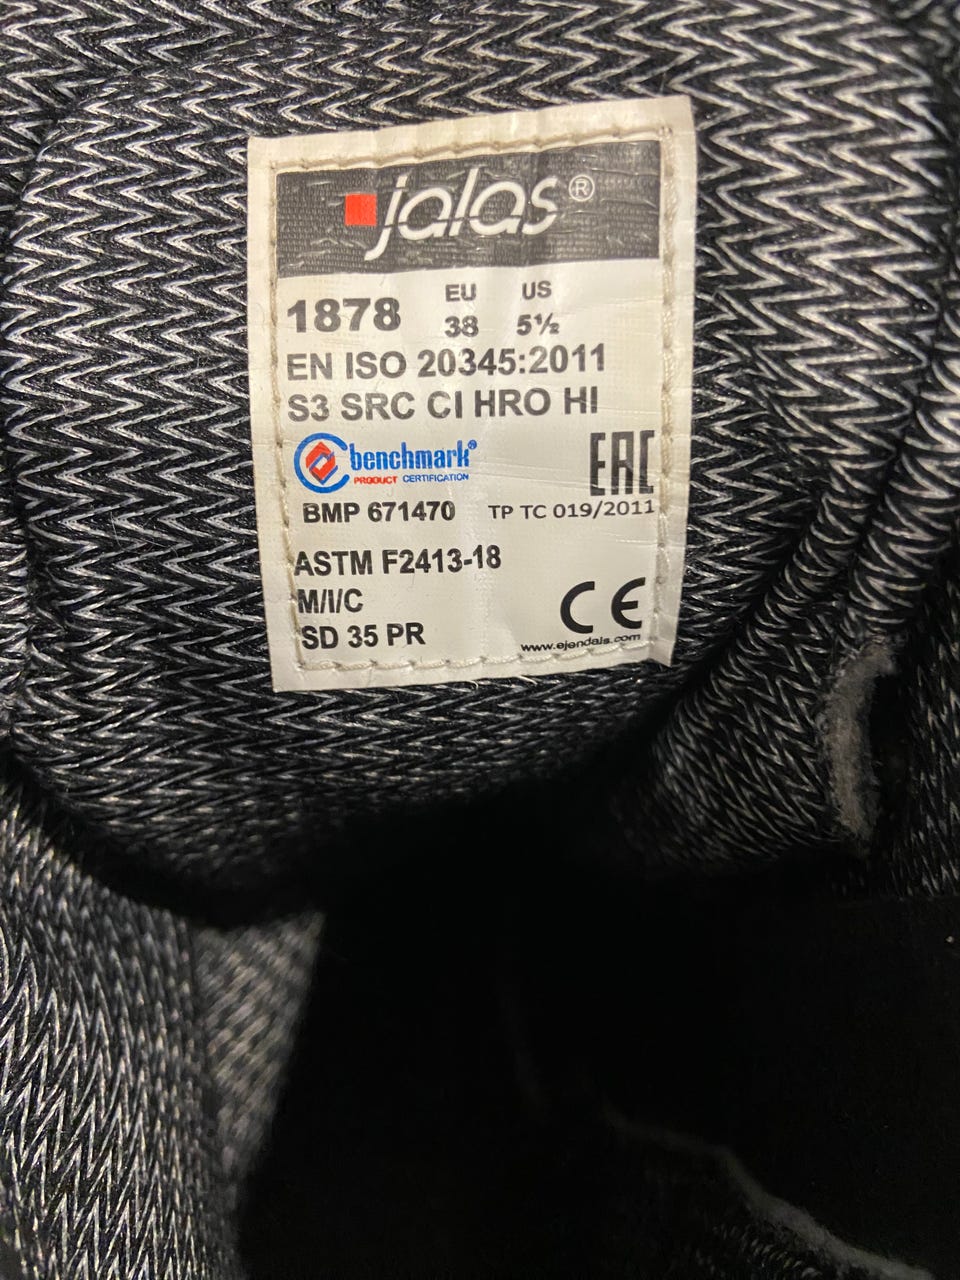 jalas®
EU US
1878 38 5½
EN ISO 20345:2011
S3 SRC CI HRO HI
benchmark®
PRODUCT CERTIFICATION
EAC
BMP 671470 TP TC 019/2011
ASTM F2413-18
M/I/C
CE
SD 35 PR
www.ejendals.com